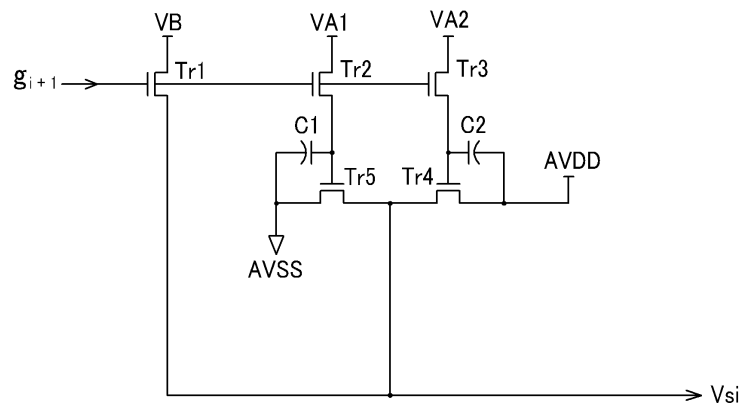 VB VA1 VA2
g i+1 Tr1 Tr2 Tr3
C1 C2
AVDD
Tr5 Tr4
AVSS
Vsi